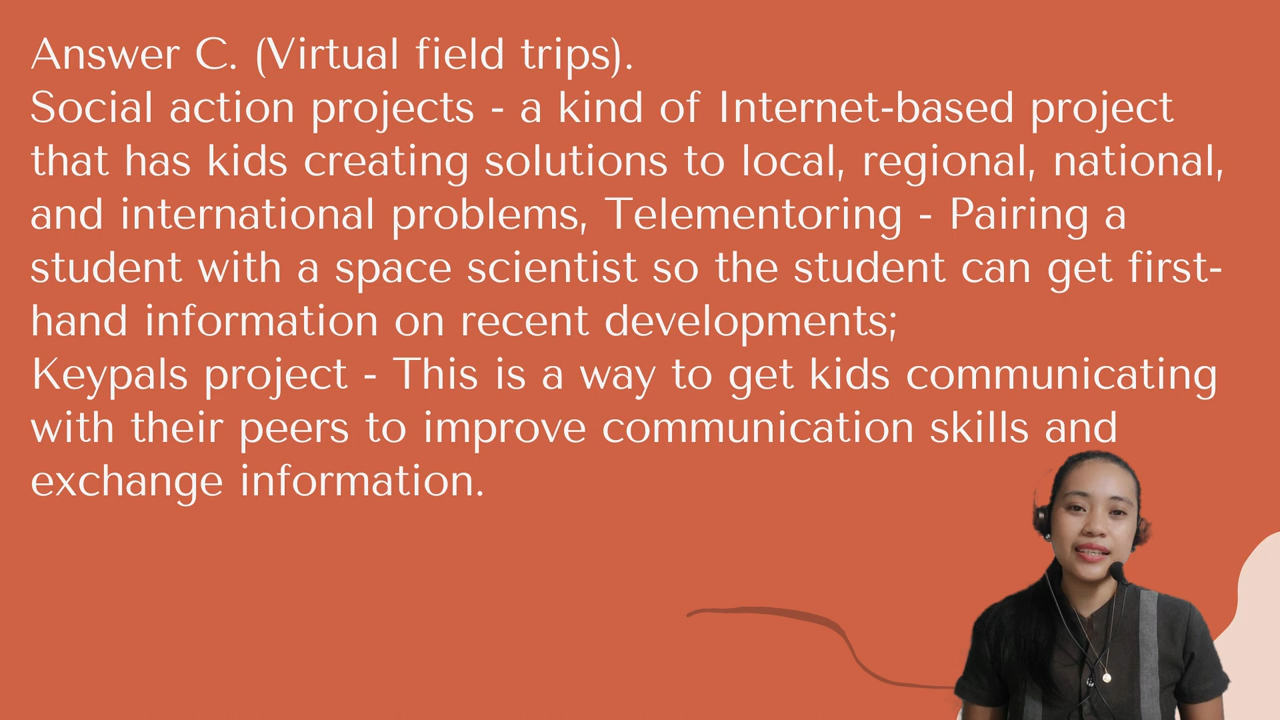 Answer C. (Virtual field trips).
Social action projects - a kind of Internet-based project
that has kids creating solutions to local, regional, national,
and international problems, Telementoring - Pairing a
student with a space scientist so the student can get first-
hand information on recent developments;
Keypals project - This is a way to get kids communicating
with their peers to improve communication skills and
exchange information.